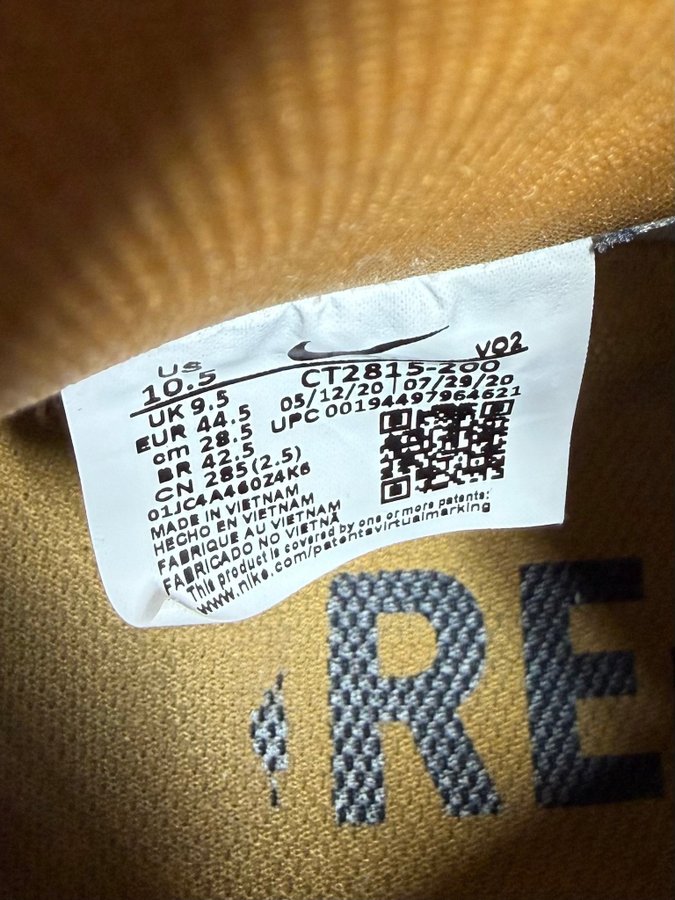 US
10.5
UK 9.5
EUR 44.5
cm 28.5
BR 42.5
CN 285(2.5)
01JC4A460Z4K6
MADE IN VIETNAM
HECHO EN VIETNAM
FABRIQUE AU VIETNAM
FABRICADO NO VIETNÃ
This product is covered by one or more patents:
www.nike.com/patentsvirtualmarking
V02
CT2815-200
05/12/20 07/29/20
UPC 00194497964621
RE